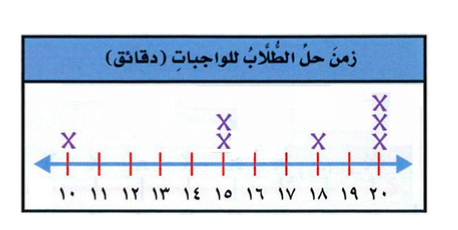 زمنَ حلُ الطُّلَّابُ للواجباتِ (دقائق)
١٠ ١١ ١٢ ١٣ ١٤ ١٥ ١٦ ١٧ ١٨ ١٩ ٢٠